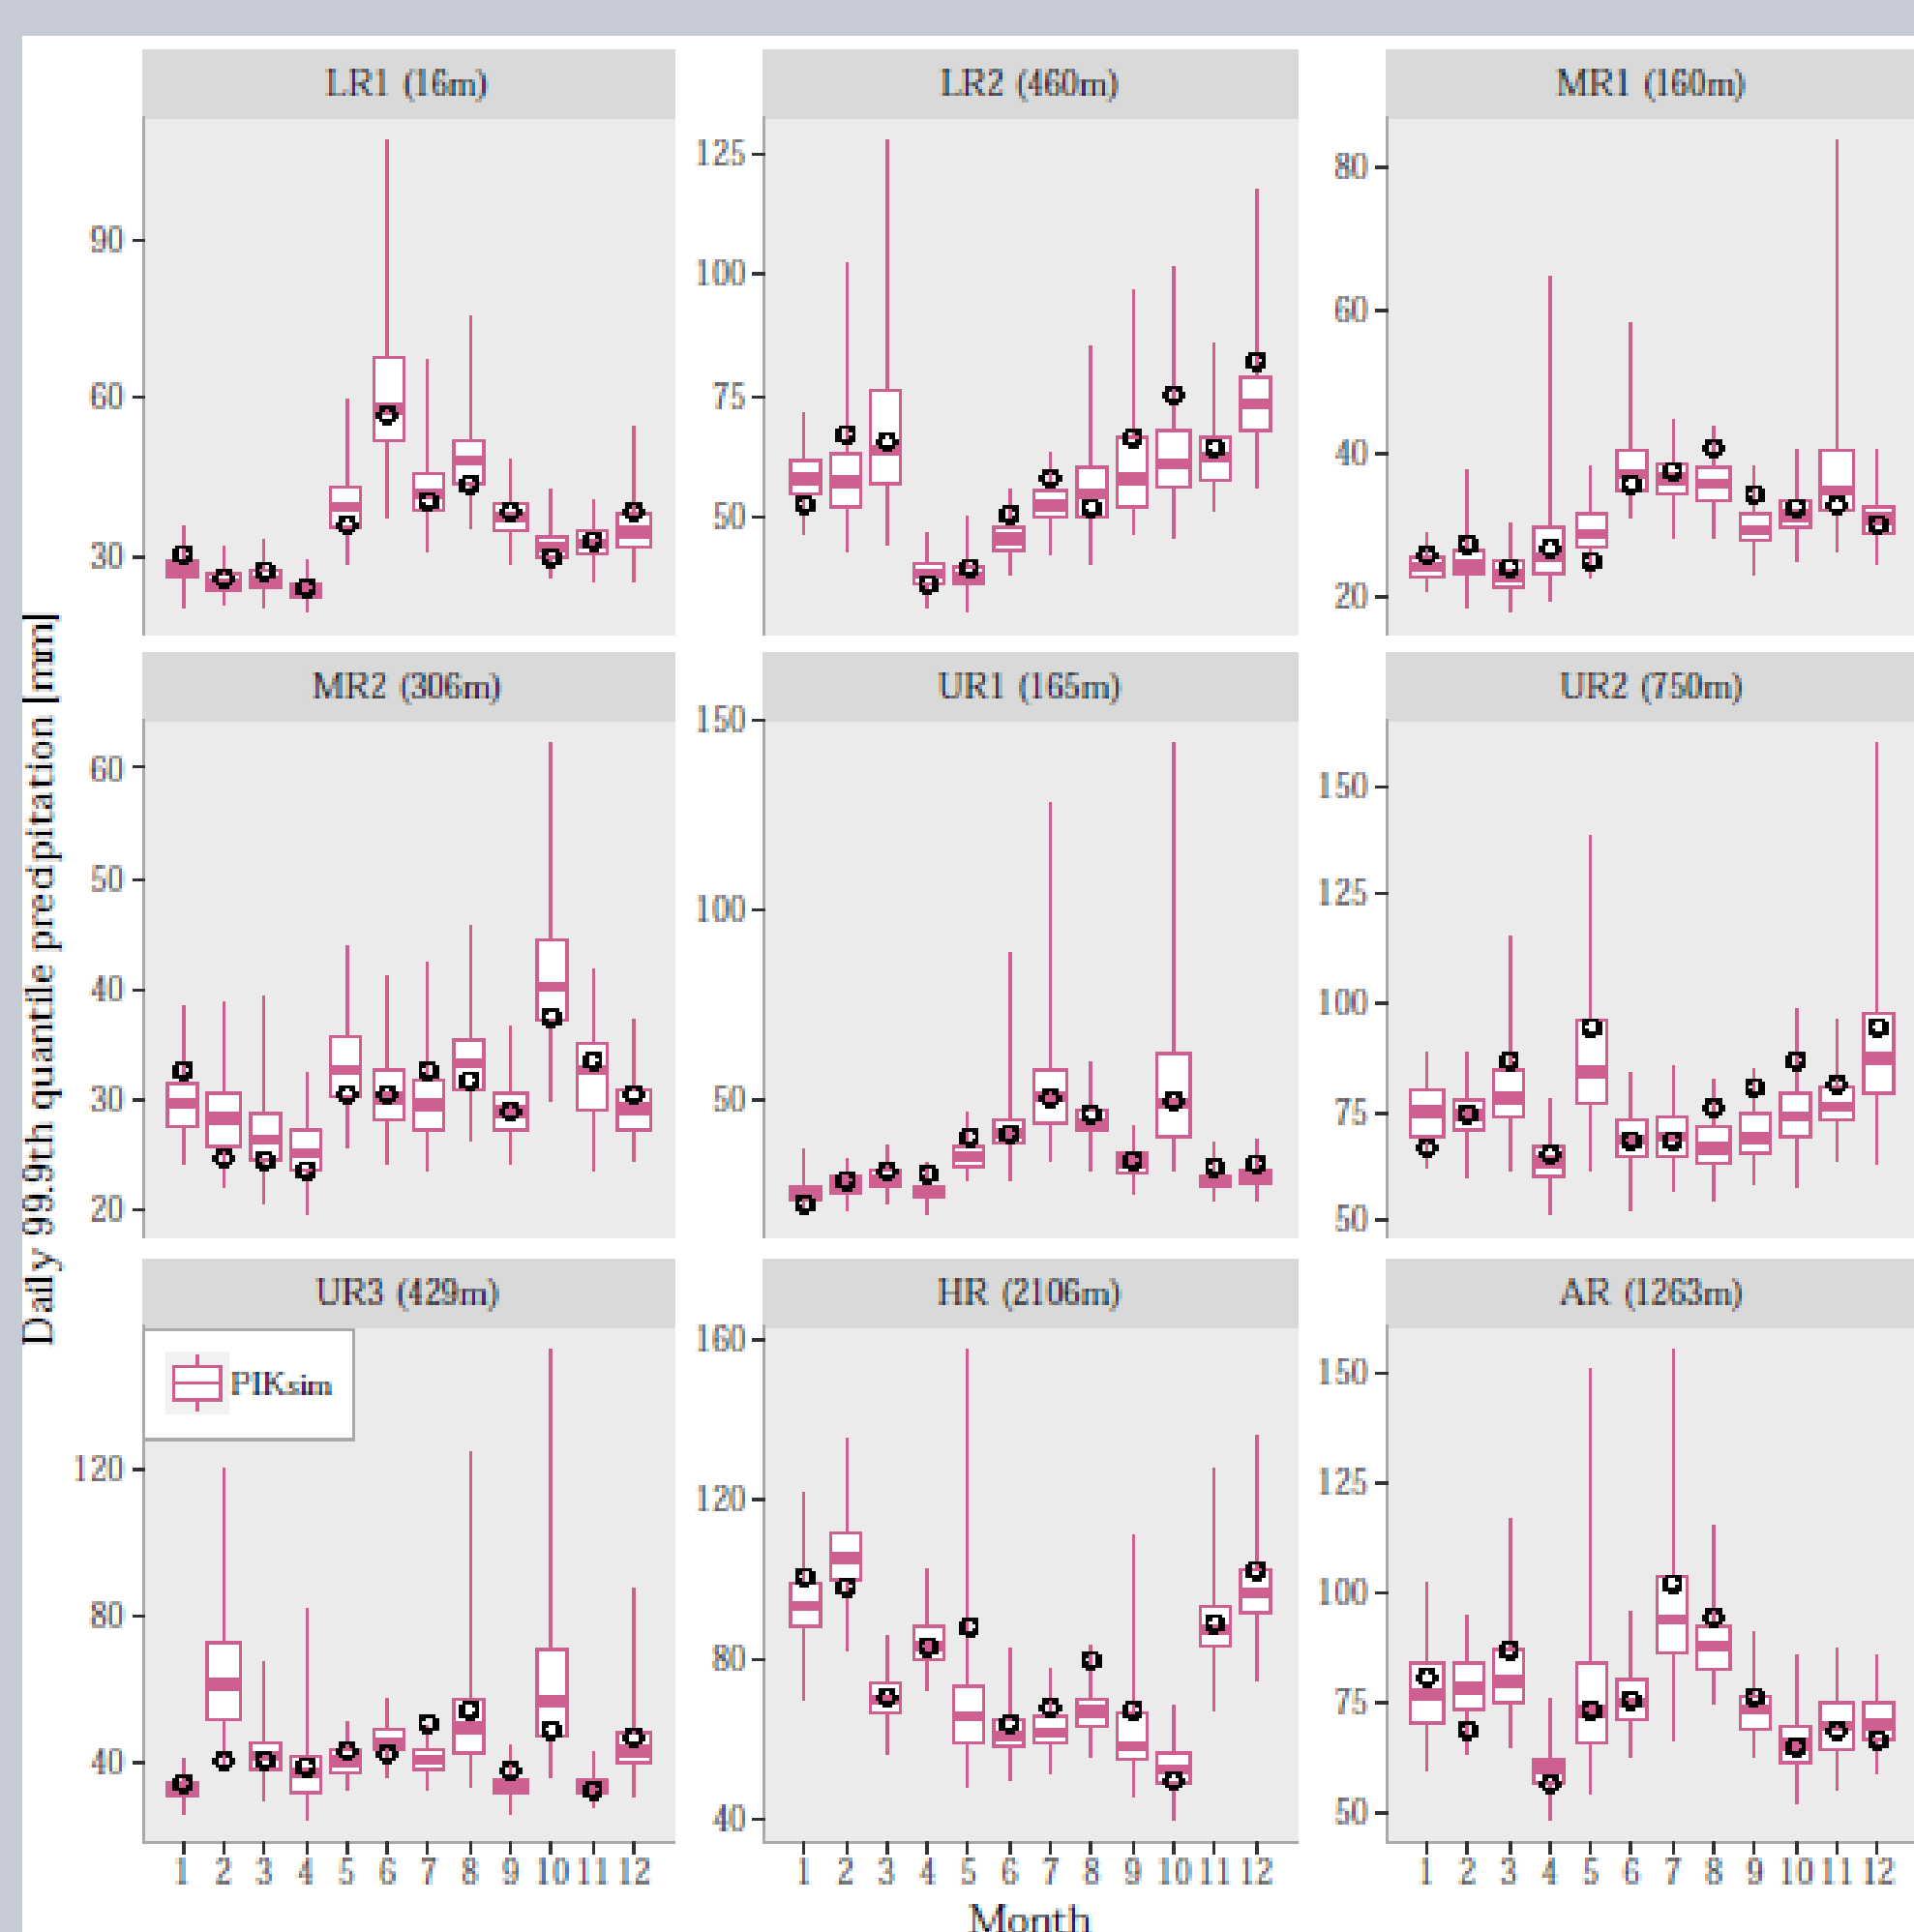 LR1 (16m)
LR2 (460m)
MR1 (160m)
90
60
30
125
100
75
50
80
60
40
20
Daily 99.9th quantile precipitation [mm]
MR2 (306m)
UR1 (165m)
UR2 (750m)
60
50
40
30
20
150
100
50
150
125
100
75
50
UR3 (429m)
HR (2106m)
AR (1263m)
PIKsim
120
80
40
160
120
80
40
150
125
100
75
50
1 2 3 4 5 6 7 8 9 10 11 12
1 2 3 4 5 6 7 8 9 10 11 12
1 2 3 4 5 6 7 8 9 10 11 12
Month